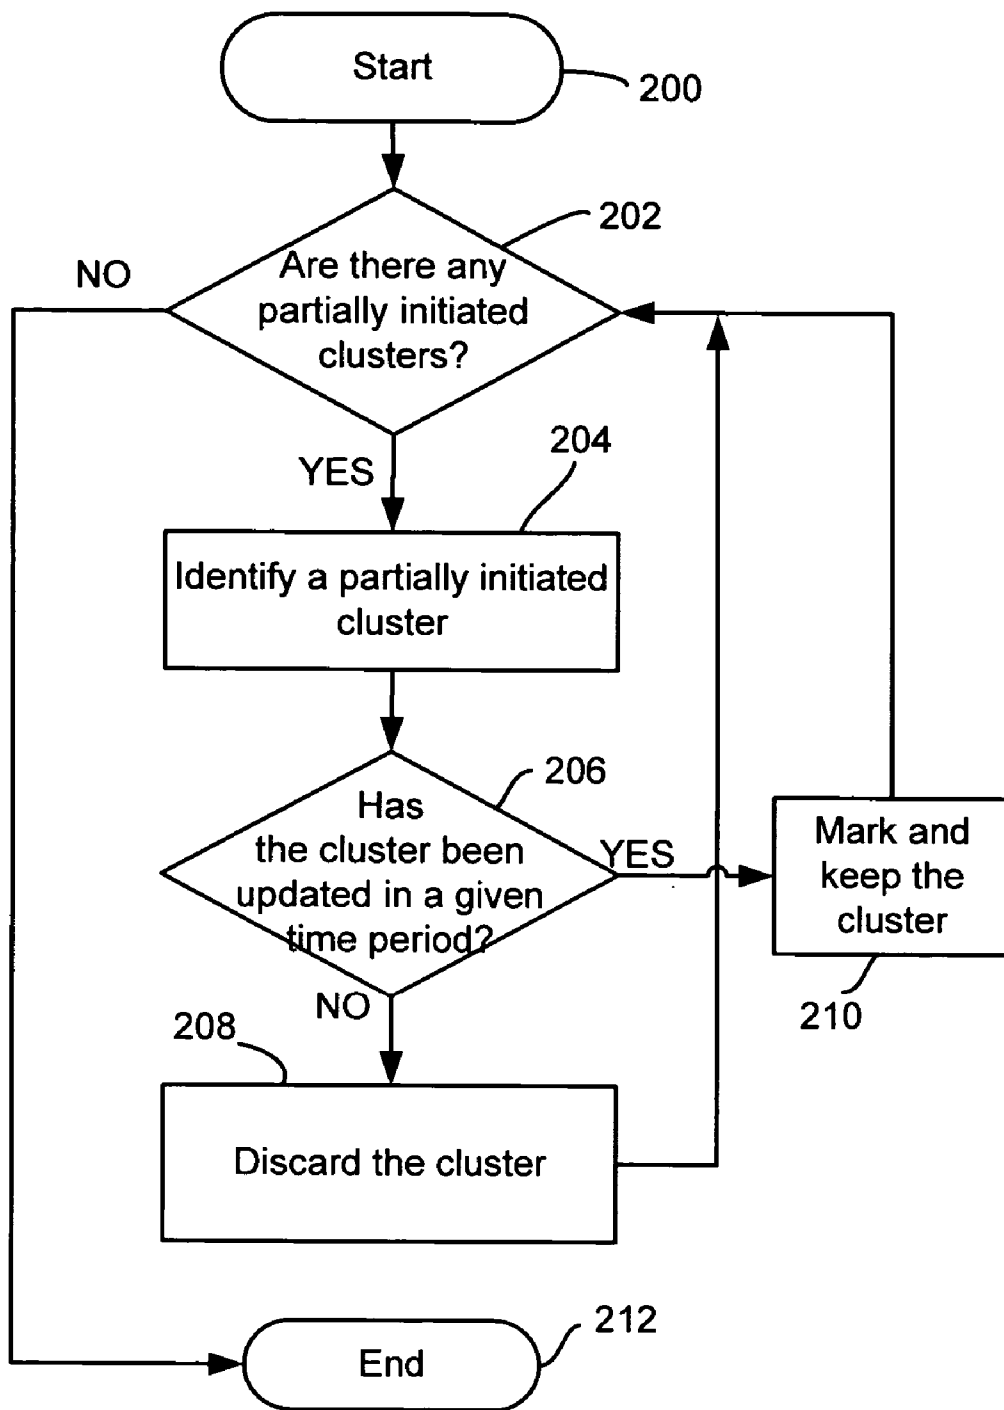 Start
200
202
NO
Are there any
partially initiated
clusters?
YES
204
Identify a partially initiated
cluster
206
Has
the cluster been
updated in a given
time period?
YES
Mark and
keep the
cluster
210
NO
208
Discard the cluster
End
212